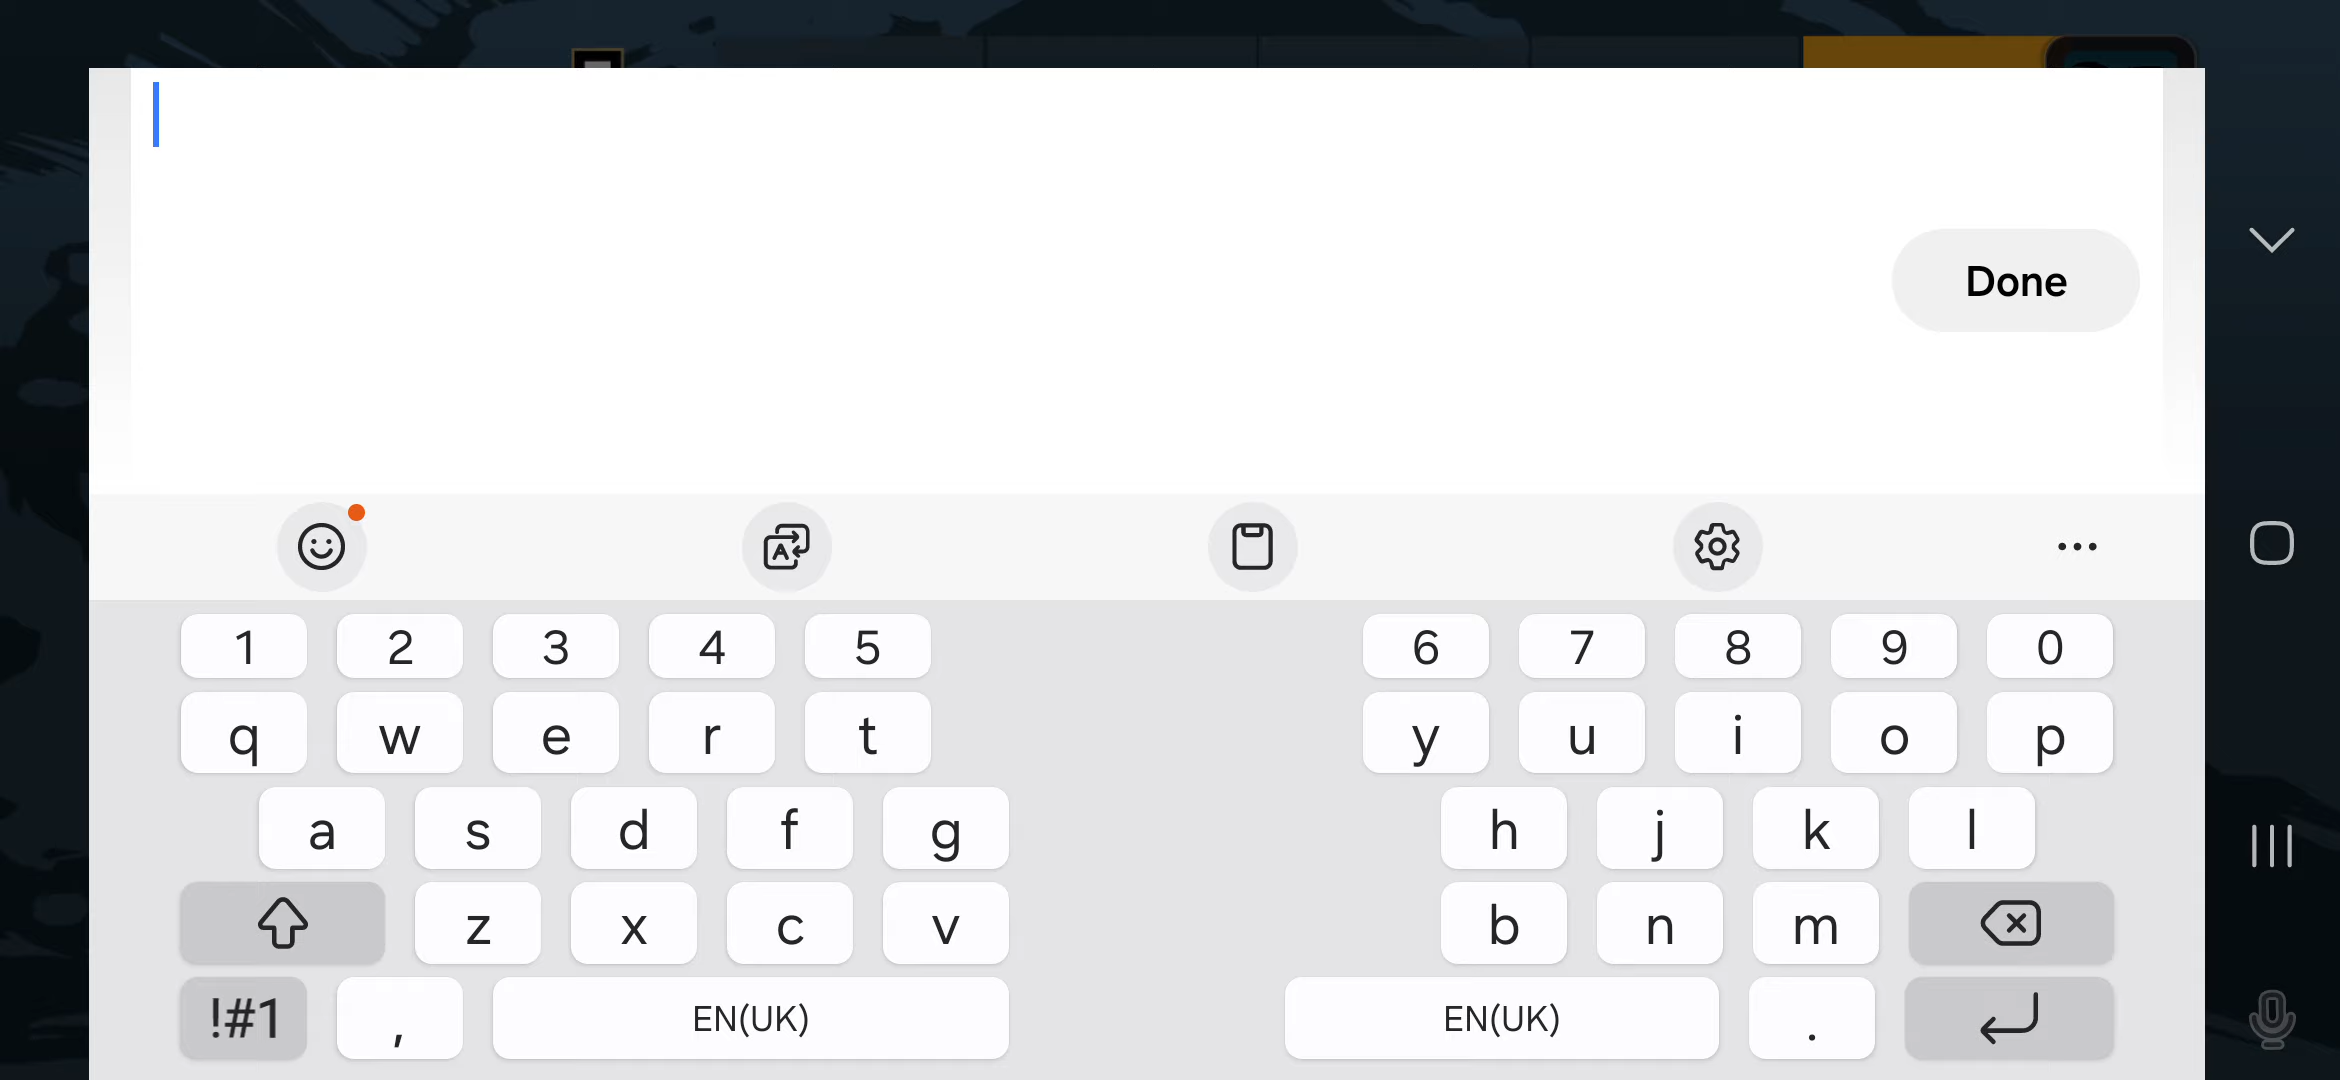 Done
1 2 3 4 5 6 7 8 9 0
q w e r t y u i o p
a s d f g h j k l
z x c v b n m
!#1 , EN(UK) EN(UK) .